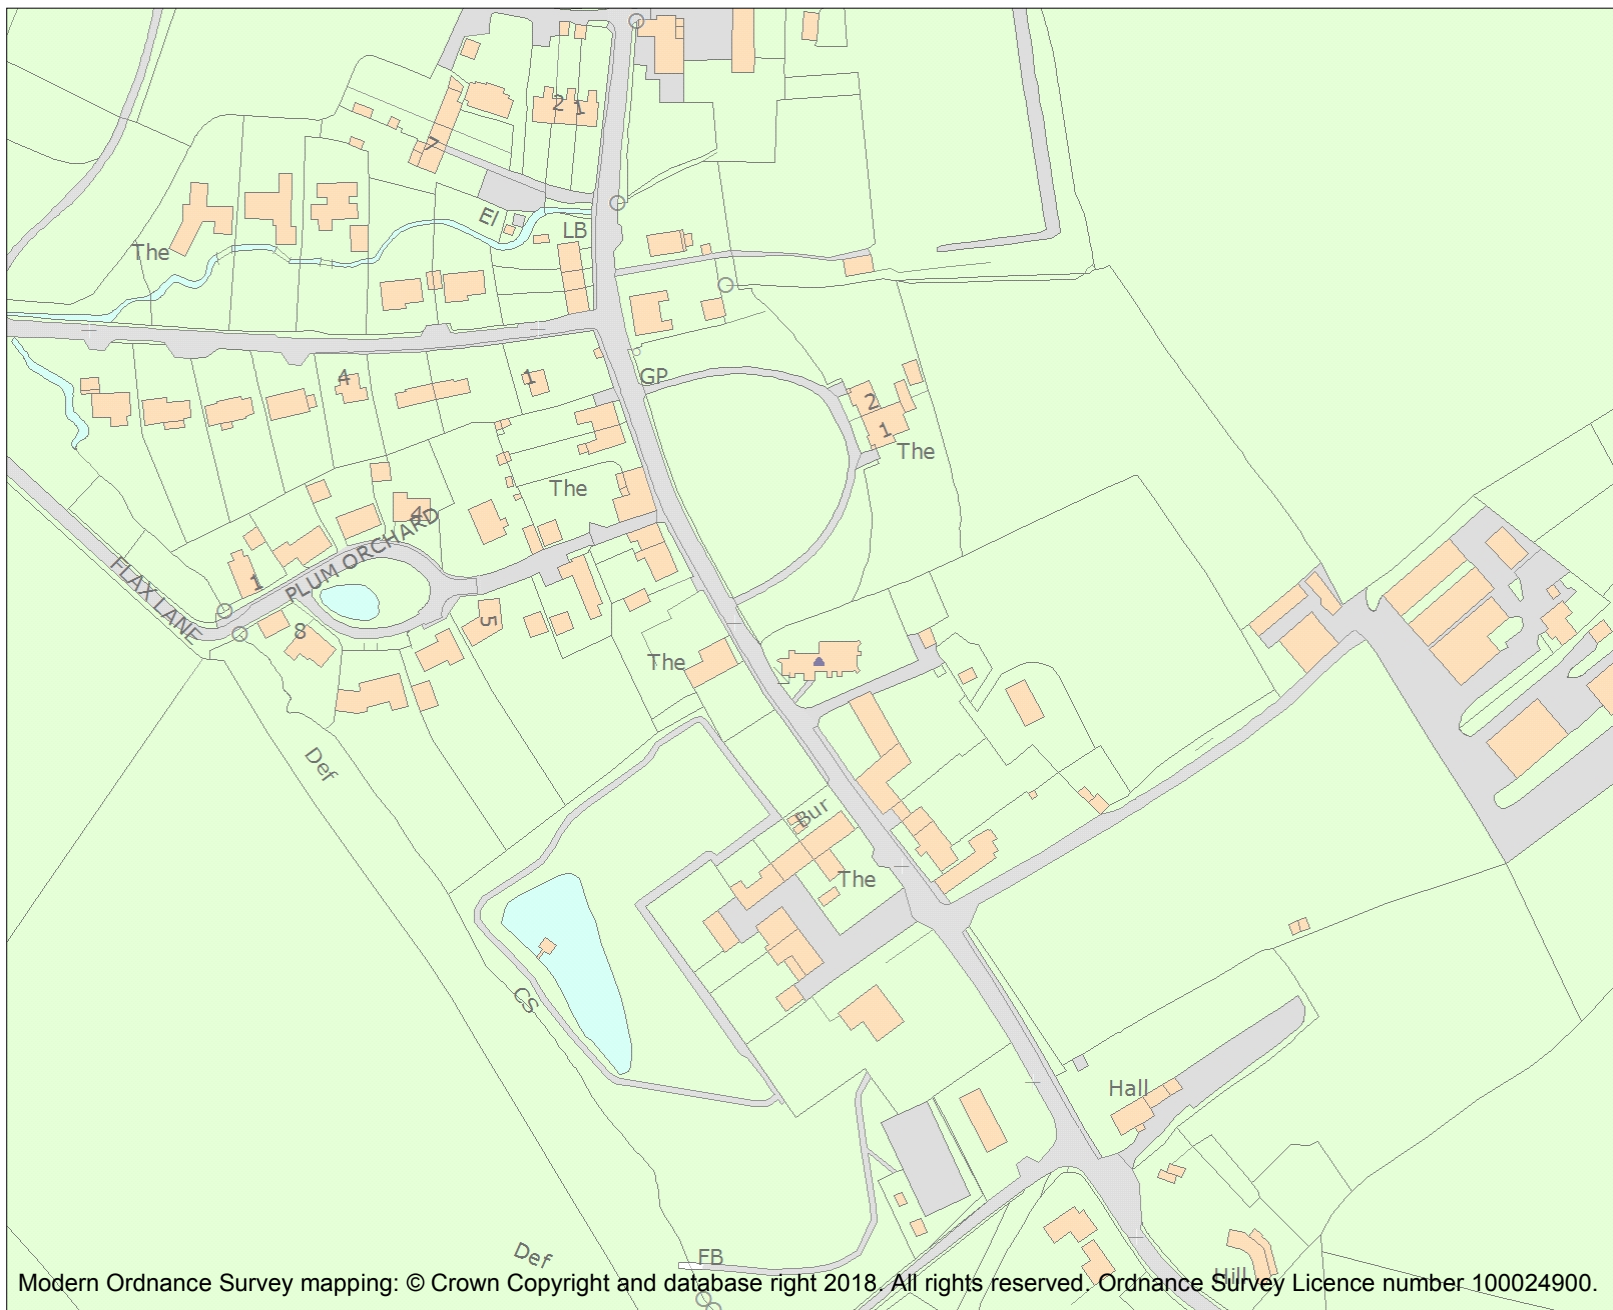 2 1
7
El
LB
The
GP
4
1
2
1
The
The
4
PLUM ORCHARD
FLAX LANE
1
8
5
The
Def
Bur
The
CS
Hall
Def
FB
Hill
Modern Ordnance Survey mapping: © Crown Copyright and database right 2018. All rights reserved. Ordnance Survey Licence number 100024900.